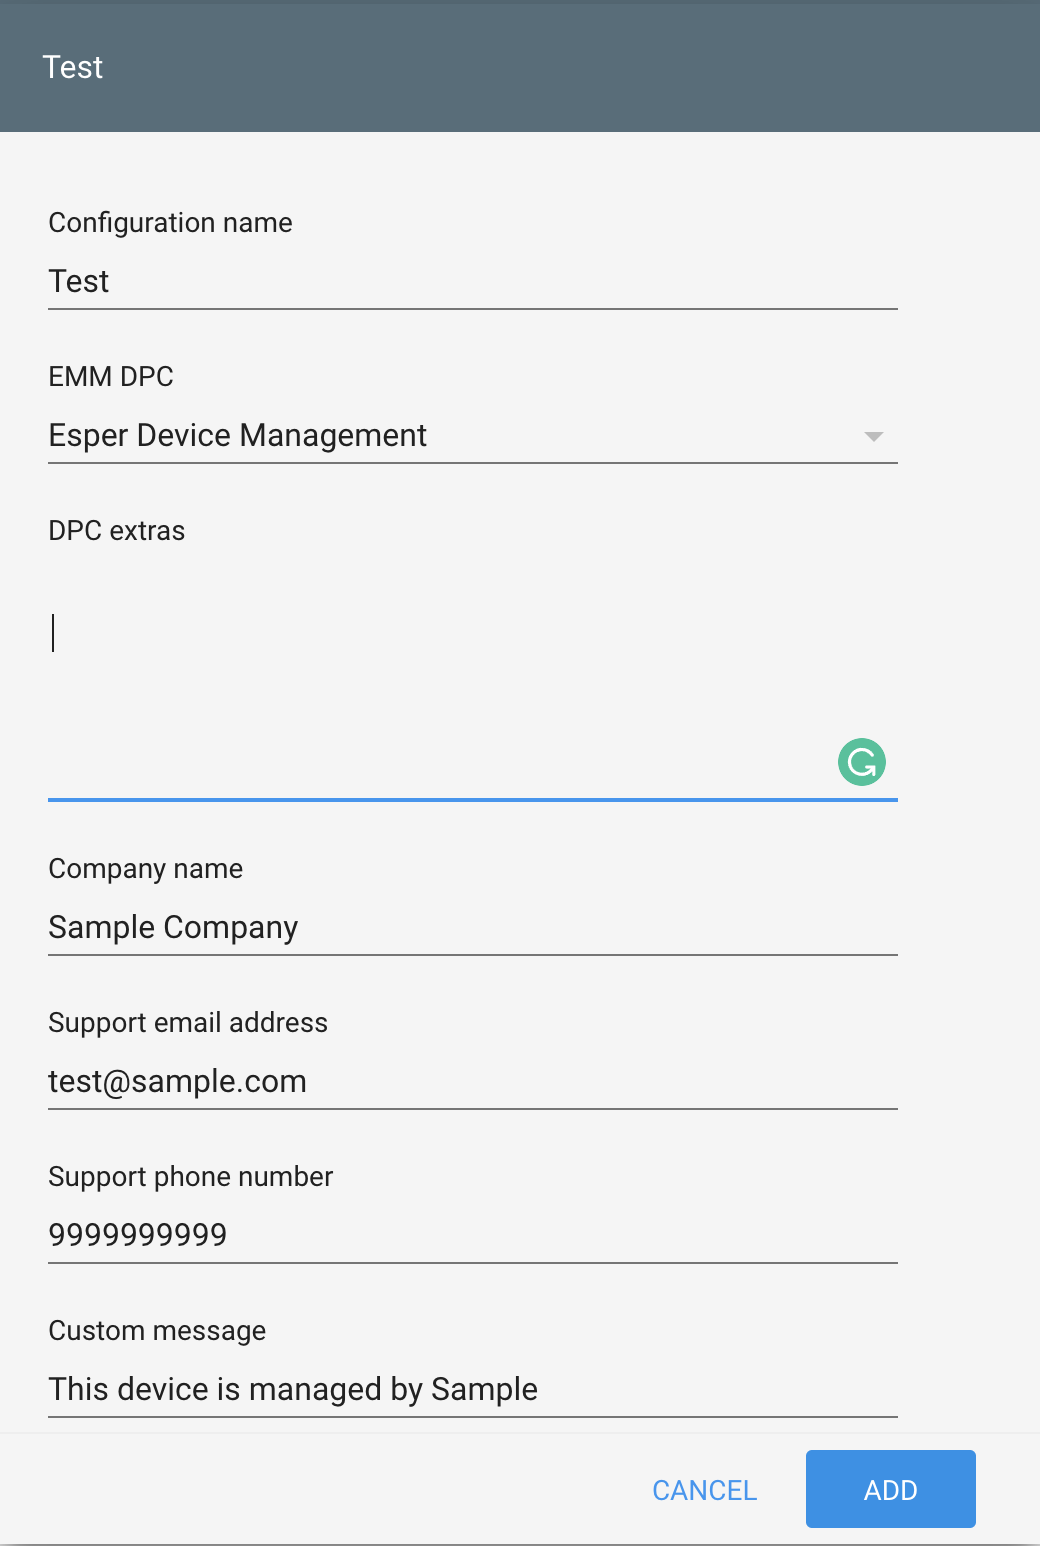 Test
Configuration name
Test
EMM DPC
Esper Device Management
DPC extras
Company name
Sample Company
Support email address
test@sample.com
Support phone number
9999999999
Custom message
This device is managed by Sample
CANCEL
ADD